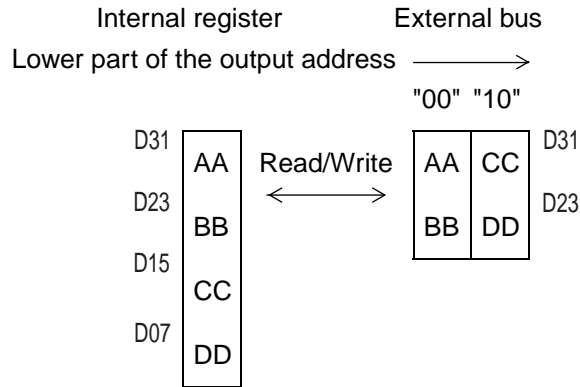 Internal register External bus
Lower part of the output address
"00" "10"
D31 AA Read/Write AA CC D31
D23 BB BB DD D23
D15 CC
D07 DD